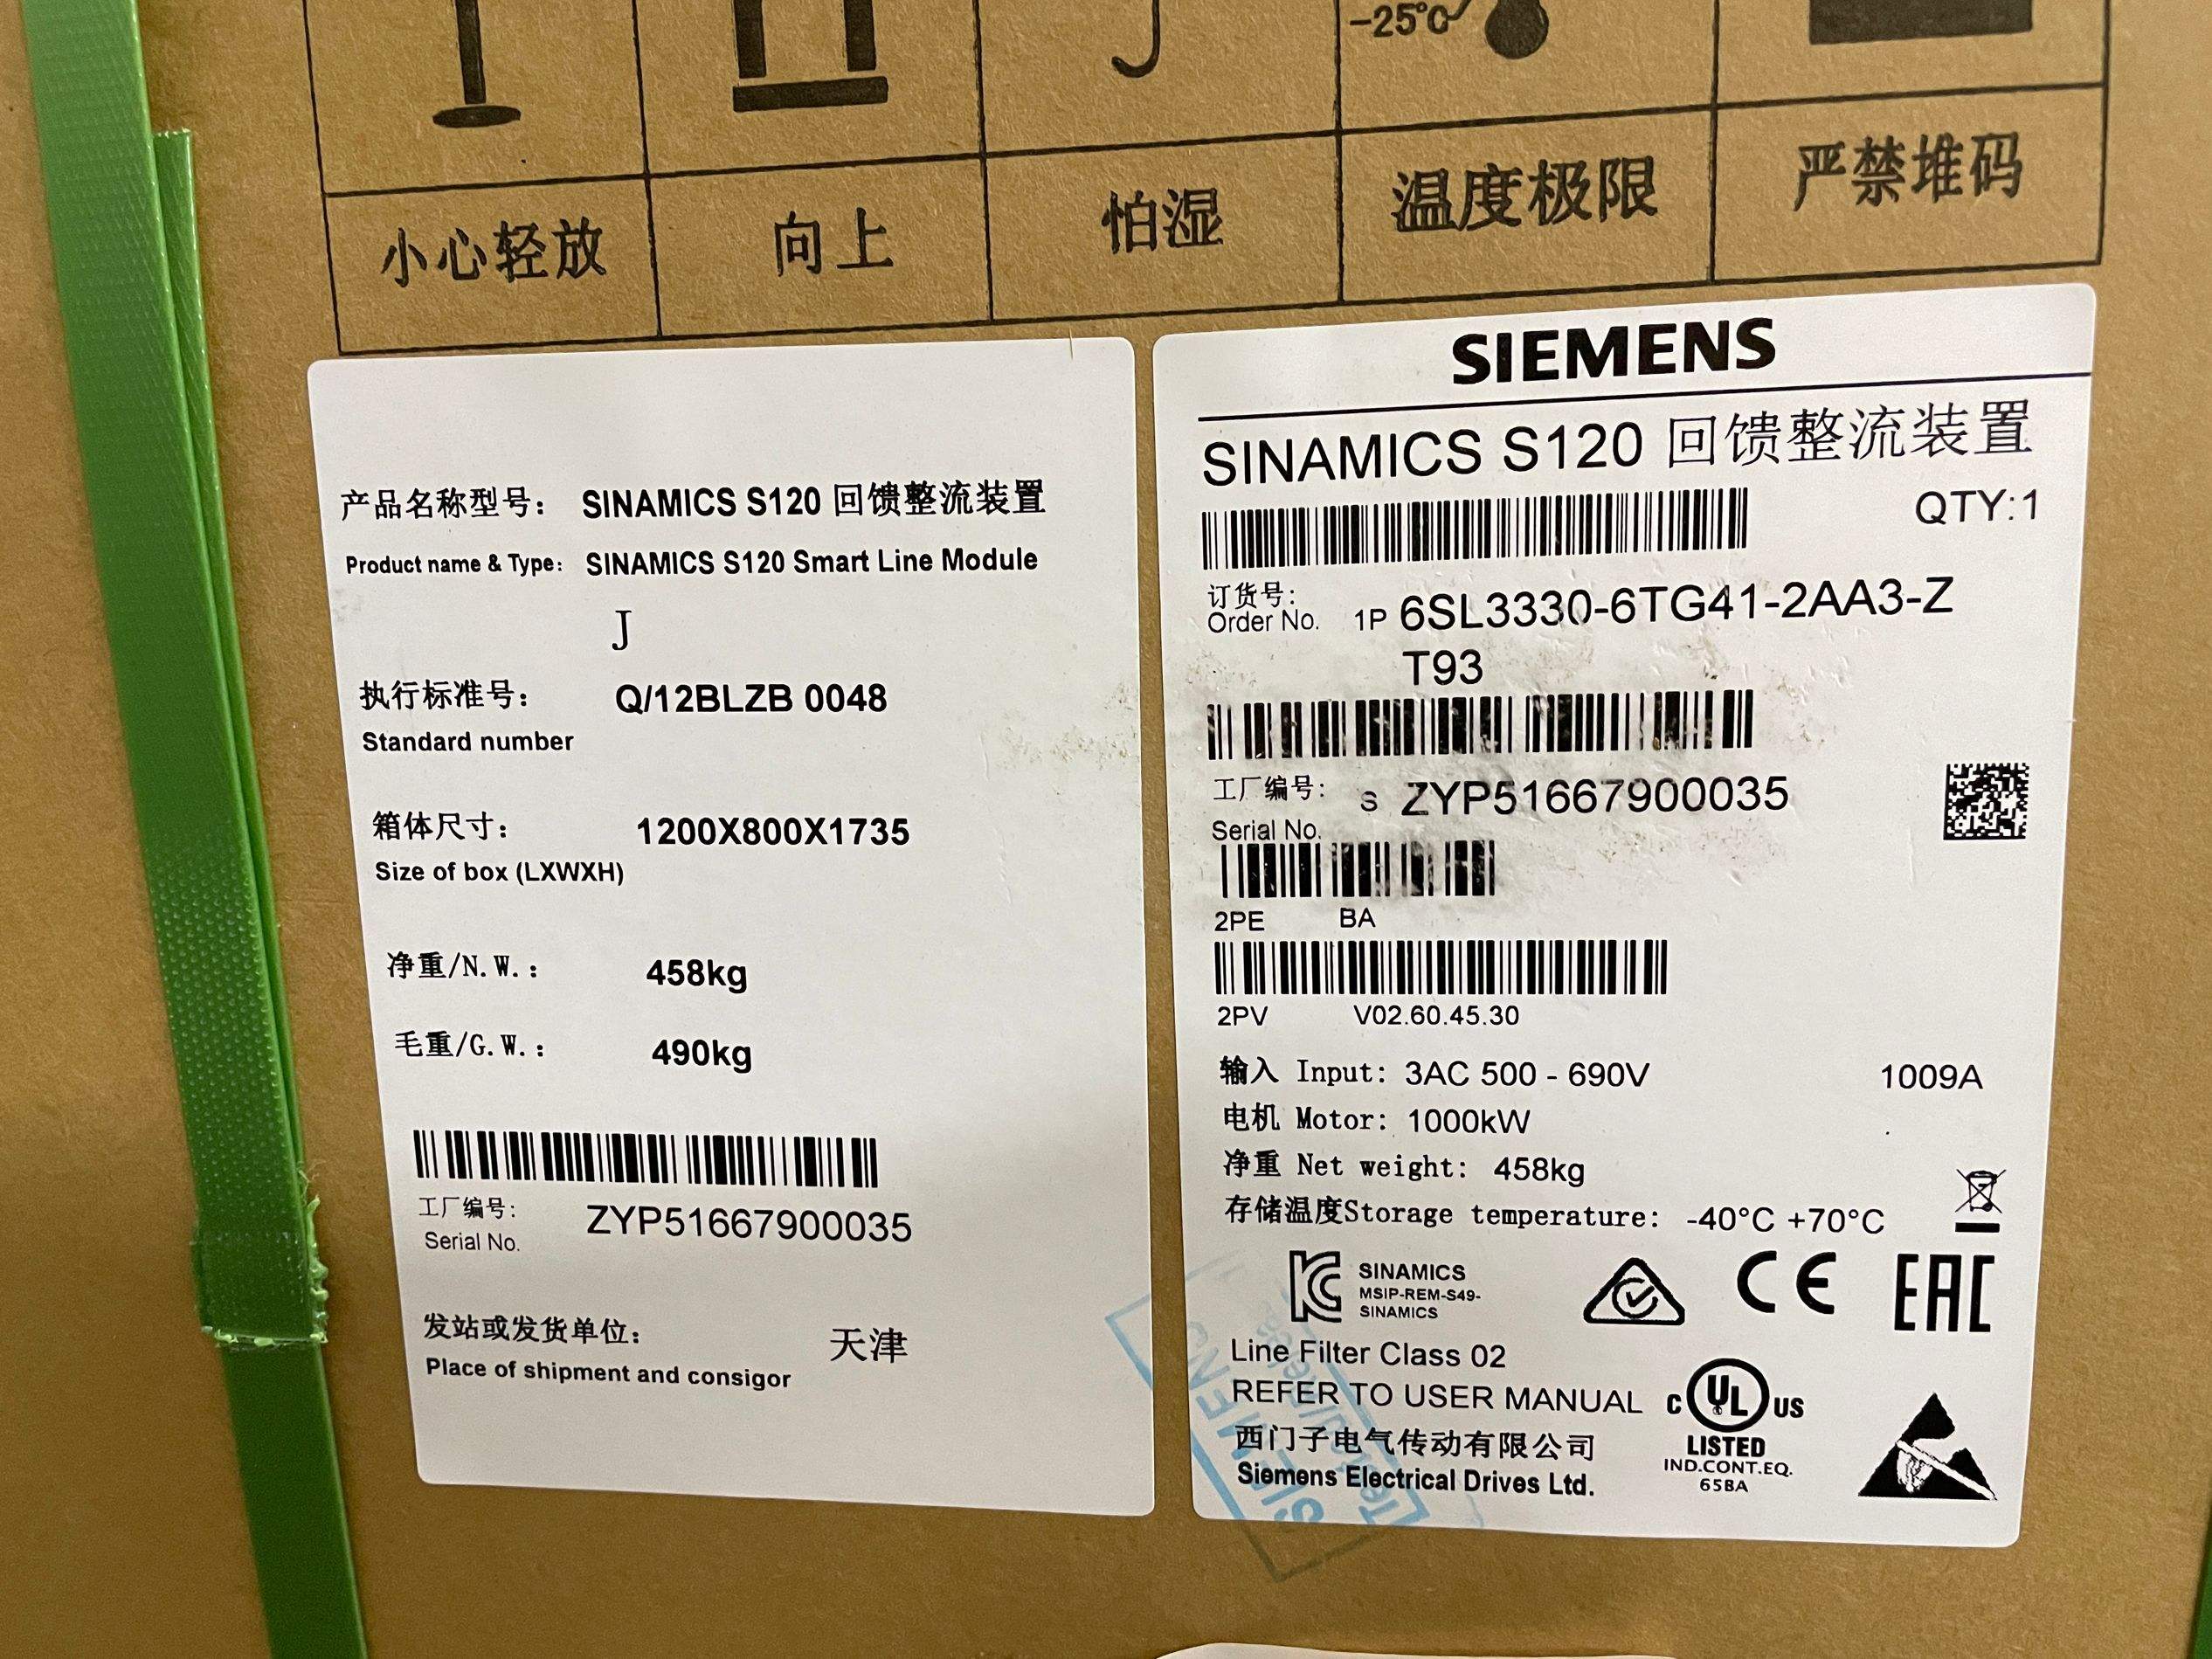 -25°C
小心轻放
向上
怕湿
温度极限
严禁堆码
产品名称型号: SINAMICS S120 回馈整流装置
Product name & Type: SINAMICS S120 Smart Line Module
J
执行标准号: Q/12BLZB 0048
Standard number
箱体尺寸: 1200X800X1735
Size of box (LXWXH)
净重/N.W.: 458kg
毛重/G.W.: 490kg
工厂编号: ZYP51667900035
Serial No.
发站或发货单位: 天津
Place of shipment and consigor
SIEMENS
SINAMICS S120 回馈整流装置
QTY:1
订货号:
Order No. 1P 6SL3330-6TG41-2AA3-Z
T93
工厂编号: S ZYP51667900035
Serial No.
2PE BA
2PV V02.60.45.30
输入 Input: 3AC 500 - 690V 1009A
电机 Motor: 1000kW
净重 Net weight: 458kg
存储温度Storage temperature: -40°C +70°C
SINAMICS
MSIP-REM-S49-
SINAMICS
CE
EAC
Line Filter Class 02
REFER TO USER MANUAL
C UL US
LISTED
IND.CONT.EQ.
65BA
西门子电气传动有限公司
Siemens Electrical Drives Ltd.
SIEMENS